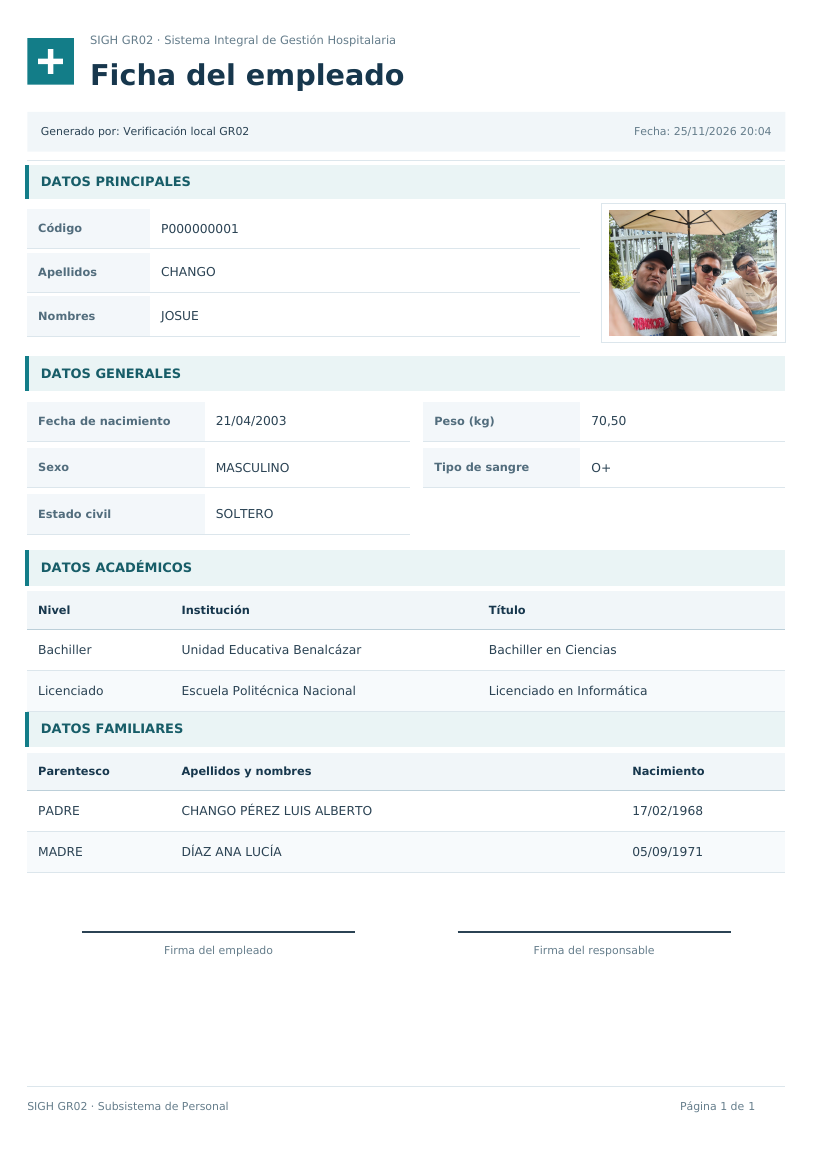 SIGH GR02 · Sistema Integral de Gestión Hospitalaria
Ficha del empleado
Generado por: Verificación local GR02 Fecha: 25/11/2026 20:04
DATOS PRINCIPALES
Código P000000001
Apellidos CHANGO
Nombres JOSUE
DATOS GENERALES
Fecha de nacimiento 21/04/2003 Peso (kg) 70,50
Sexo MASCULINO Tipo de sangre O+
Estado civil SOLTERO
DATOS ACADÉMICOS
Nivel Institución Título
Bachiller Unidad Educativa Benalcázar Bachiller en Ciencias
Licenciado Escuela Politécnica Nacional Licenciado en Informática
DATOS FAMILIARES
Parentesco Apellidos y nombres Nacimiento
PADRE CHANGO PÉREZ LUIS ALBERTO 17/02/1968
MADRE DÍAZ ANA LUCÍA 05/09/1971
Firma del empleado Firma del responsable
SIGH GR02 · Subsistema de Personal Página 1 de 1